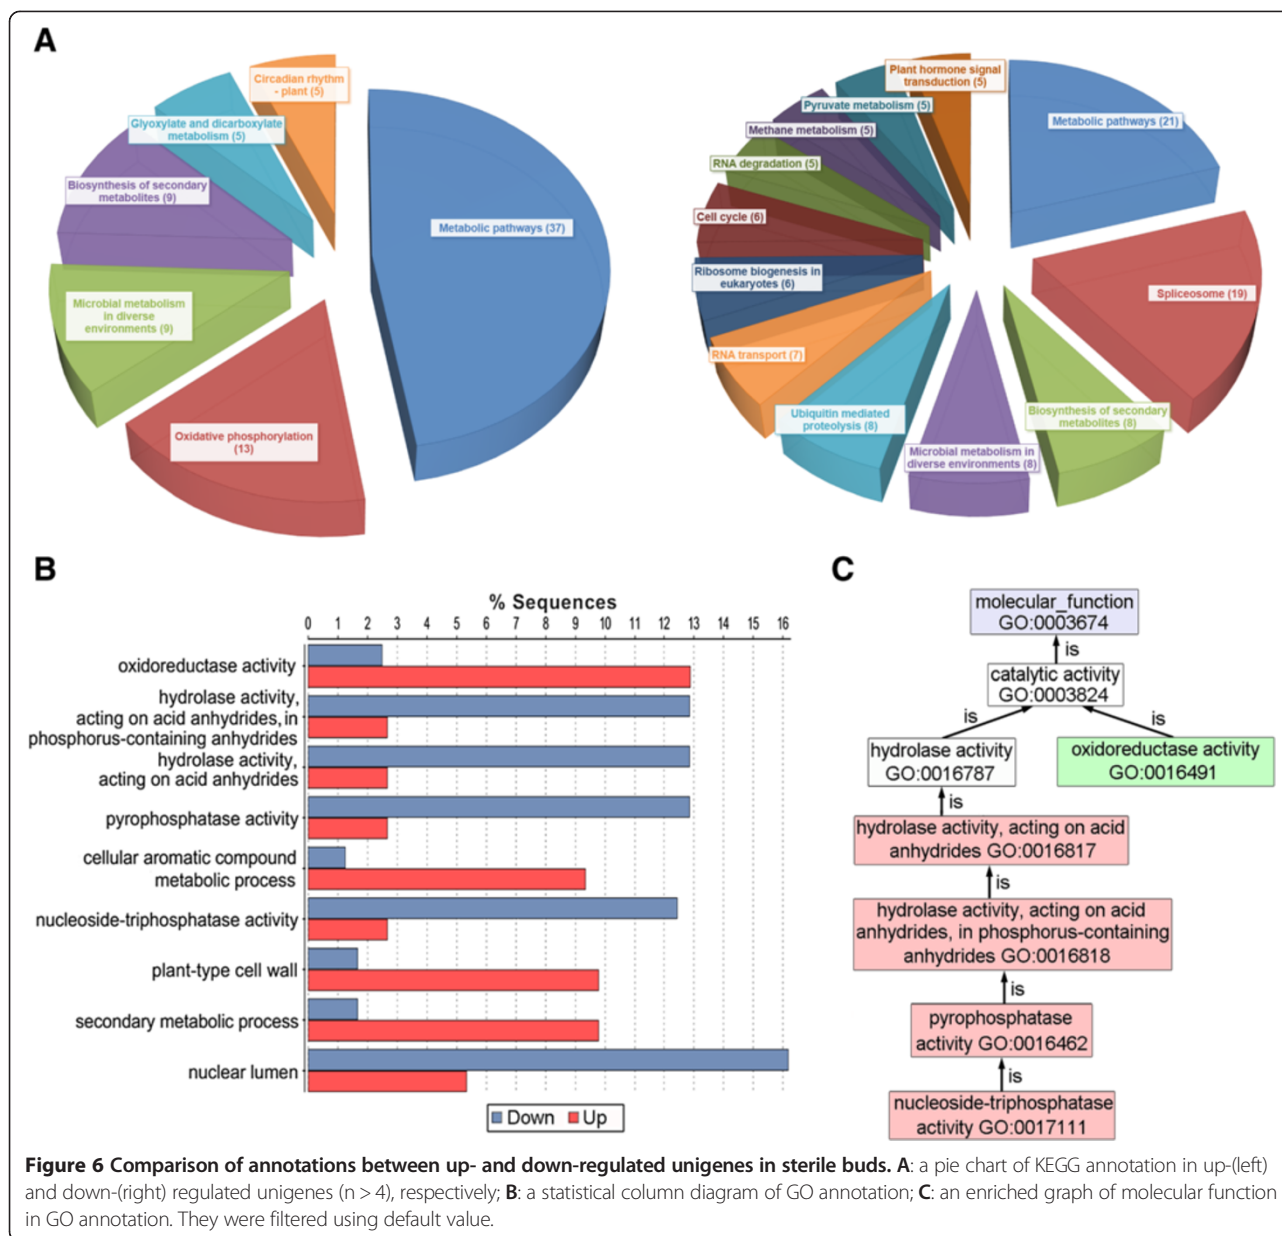 A
Circadian rhythm
- plant (5)
Glyoxylate and dicarboxylate
metabolism (5)
Biosynthesis of secondary
metabolites (9)
Metabolic pathways (37)
Microbial metabolism
in diverse
environments (9)
Oxidative phosphorylation
(13)
Plant hormone signal
transduction (5)
Pyruvate metabolism (5)
Methane metabolism (5)
Metabolic pathways (21)
RNA degradation (5)
Cell cycle (6)
Ribosome biogenesis in
eukaryotes (6)
Spliceosome (19)
RNA transport (7)
Ubiquitin mediated
proteolysis (8)
Biosynthesis of secondary
metabolites (8)
Microbial metabolism in
diverse environments (8)
B
% Sequences
0 1 2 3 4 5 6 7 8 9 10 11 12 13 14 15 16
oxidoreductase activity
hydrolase activity,
acting on acid anhydrides, in
phosphorus-containing anhydrides
hydrolase activity,
acting on acid anhydrides
pyrophosphatase activity
cellular aromatic compound
metabolic process
nucleoside-triphosphatase activity
plant-type cell wall
secondary metabolic process
nuclear lumen
Down Up
C
molecular_function
GO:0003674
is
catalytic activity
GO:0003824
is is
hydrolase activity
GO:0016787
oxidoreductase activity
GO:0016491
is
hydrolase activity, acting on acid
anhydrides GO:0016817
is
hydrolase activity, acting on acid
anhydrides, in phosphorus-containing
anhydrides GO:0016818
is
pyrophosphatase
activity GO:0016462
is
nucleoside-triphosphatase
activity GO:0017111
Figure 6 Comparison of annotations between up- and down-regulated unigenes in sterile buds. A: a pie chart of KEGG annotation in up-(left)
and down-(right) regulated unigenes (n > 4), respectively; B: a statistical column diagram of GO annotation; C: an enriched graph of molecular function
in GO annotation. They were filtered using default value.